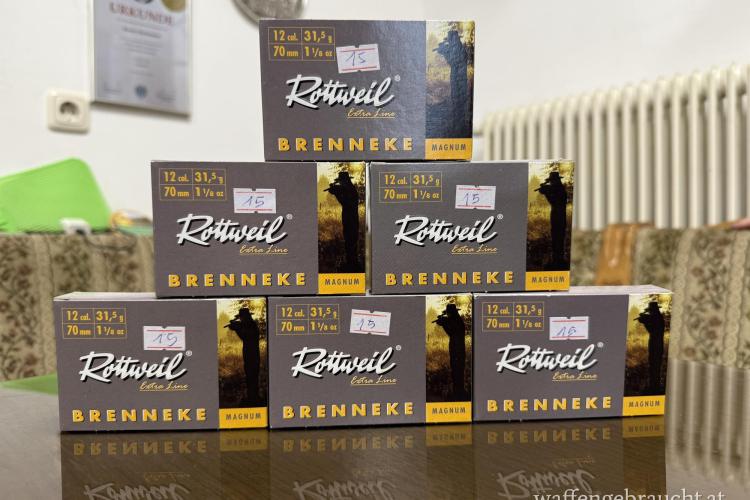 URKUNDE
12 cal. 31,5 g
70 mm 1 1/8 oz
15
Rottweil®
Extra Line
BRENNEKE
MAGNUM
12 cal. 31,5 g
70 mm 1 1/8 oz
15
Rottweil®
Extra Line
BRENNEKE
MAGNUM
12 cal. 31,5 g
70 mm 1 1/8 oz
15
Rottweil®
Extra Line
BRENNEKE
MAGNUM
12 cal. 31,5 g
70 mm 1 1/8 oz
15
Rottweil®
Extra Line
BRENNEKE
MAGNUM
12 cal. 31,5 g
70 mm 1 1/8 oz
15
Rottweil®
Extra Line
BRENNEKE
MAGNUM
12 cal. 31,5 g
70 mm 1 1/8 oz
Rottweil®
Extra Line
BRENNEKE
MAGNUM
waffengebraucht.at